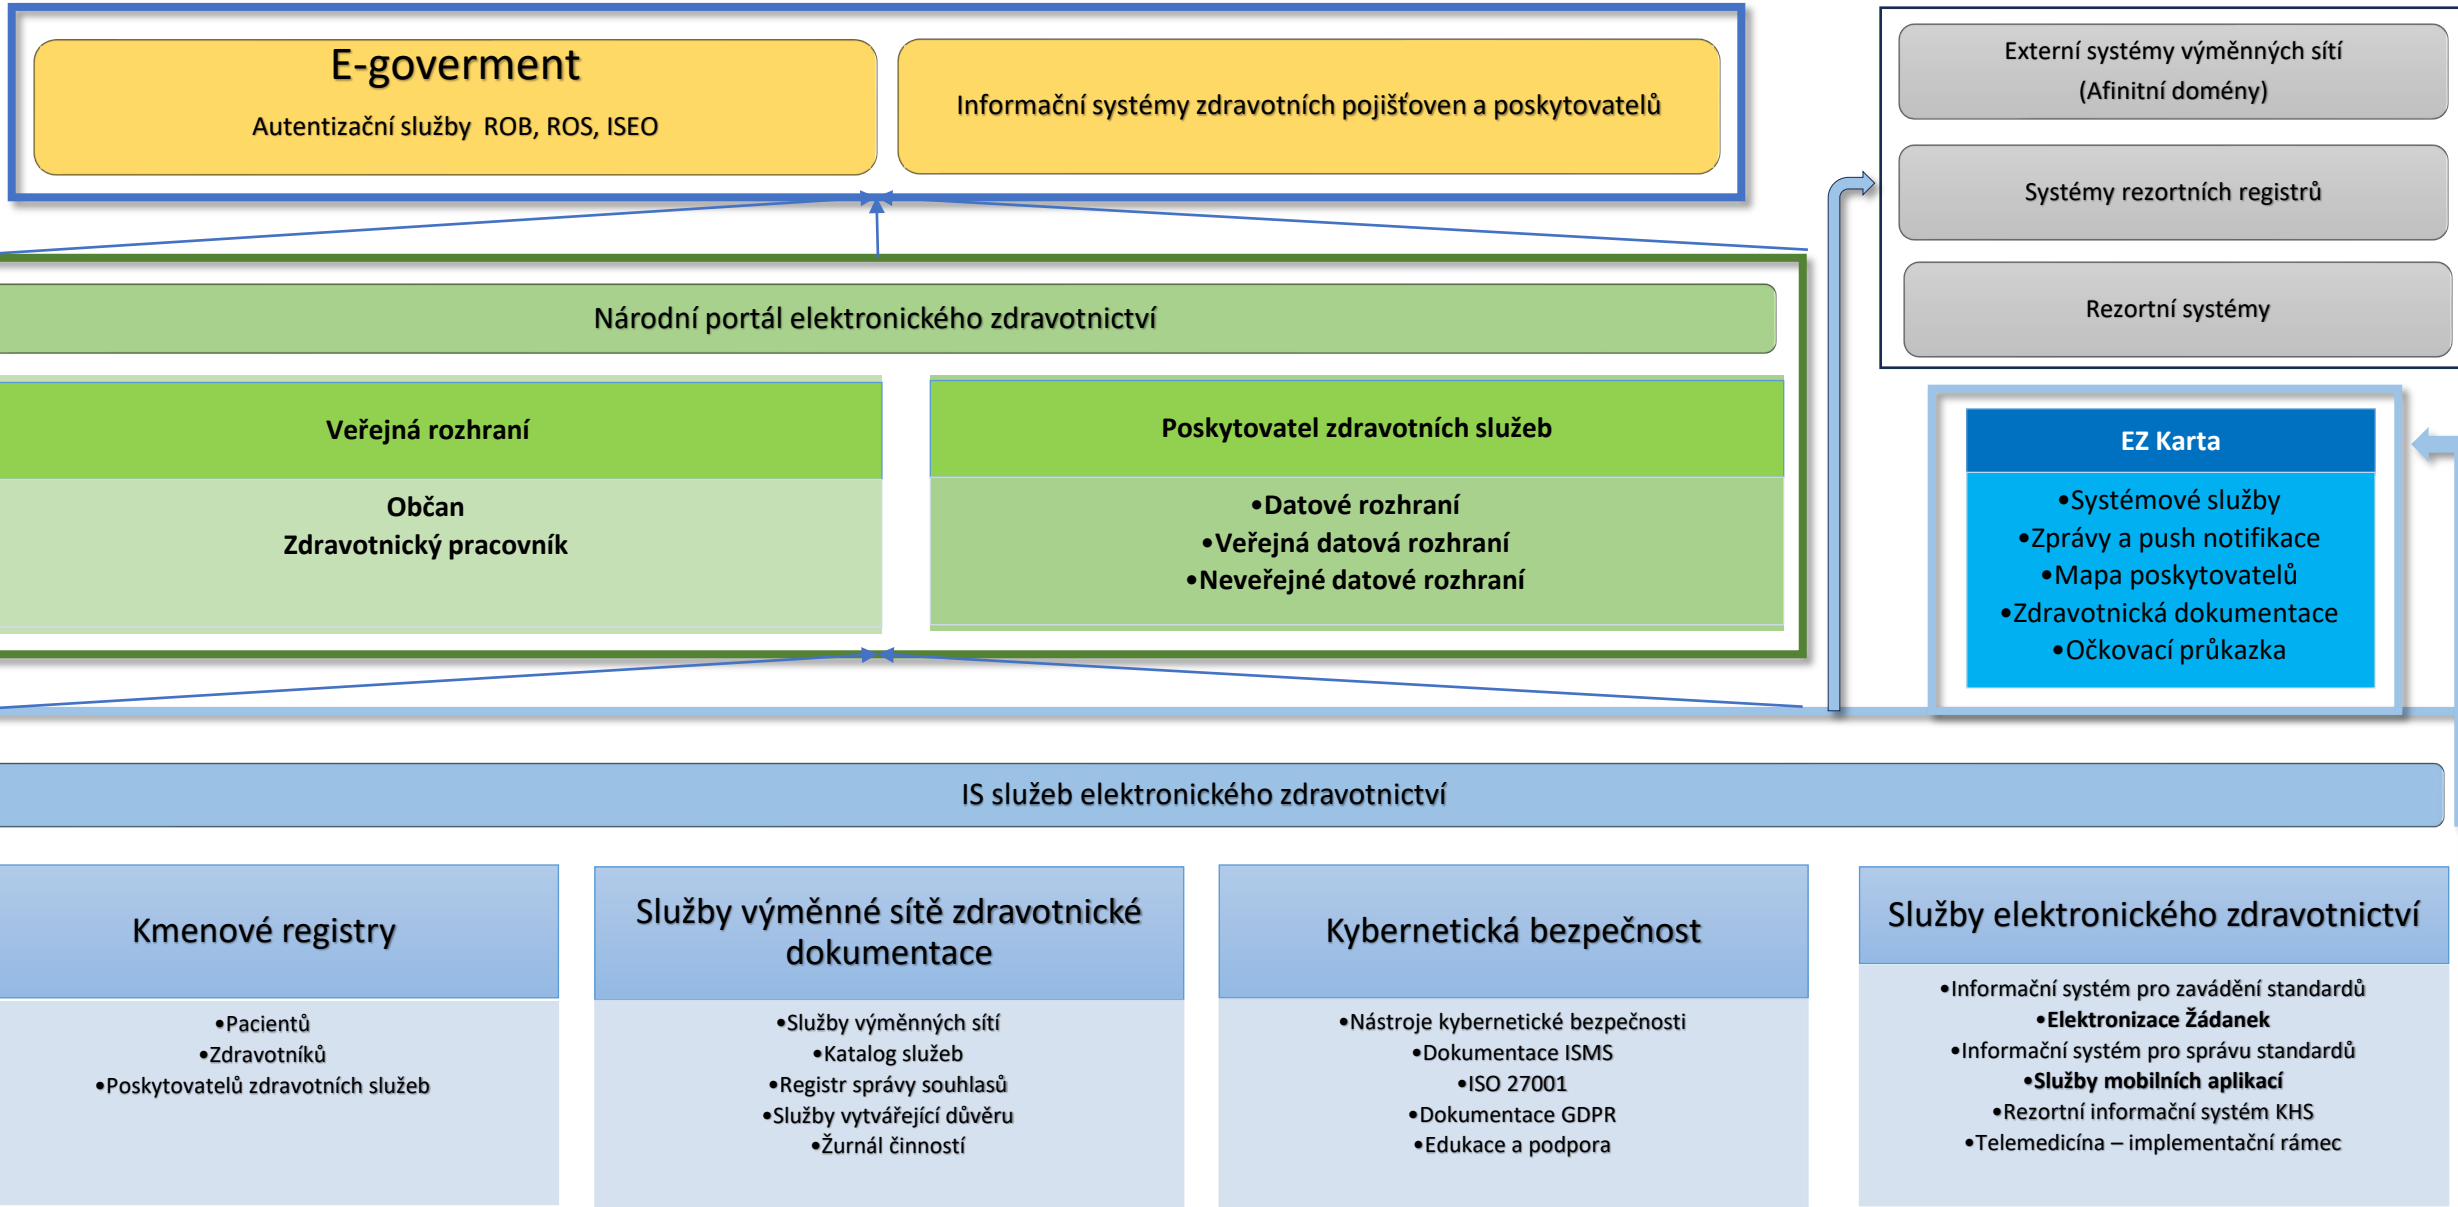 E-goverment
Autentizační služby ROB, ROS, ISEO
Informační systémy zdravotních pojišťoven a poskytovatelů
Externí systémy výměnných sítí
(Afinitní domény)
Systémy rezortních registrů
Rezortní systémy
Národní portál elektronického zdravotnictví
Veřejná rozhraní
Občan
Zdravotnický pracovník
Poskytovatel zdravotních služeb
•Datové rozhraní
•Veřejná datová rozhraní
•Neveřejné datové rozhraní
EZ Karta
•Systémové služby
•Zprávy a push notifikace
•Mapa poskytovatelů
•Zdravotnická dokumentace
•Očkovací průkazka
IS služeb elektronického zdravotnictví
Kmenové registry
•Pacientů
•Zdravotníků
•Poskytovatelů zdravotních služeb
Služby výměnné sítě zdravotnické
dokumentace
•Služby výměnných sítí
•Katalog služeb
•Registr správy souhlasů
•Služby vytvářející důvěru
•Žurnál činností
Kybernetická bezpečnost
•Nástroje kybernetické bezpečnosti
•Dokumentace ISMS
•ISO 27001
•Dokumentace GDPR
•Edukace a podpora
Služby elektronického zdravotnictví
•Informační systém pro zavádění standardů
•Elektronizace Žádanek
•Informační systém pro správu standardů
•Služby mobilních aplikací
•Rezortní informační systém KHS
•Telemedicína – implementační rámec